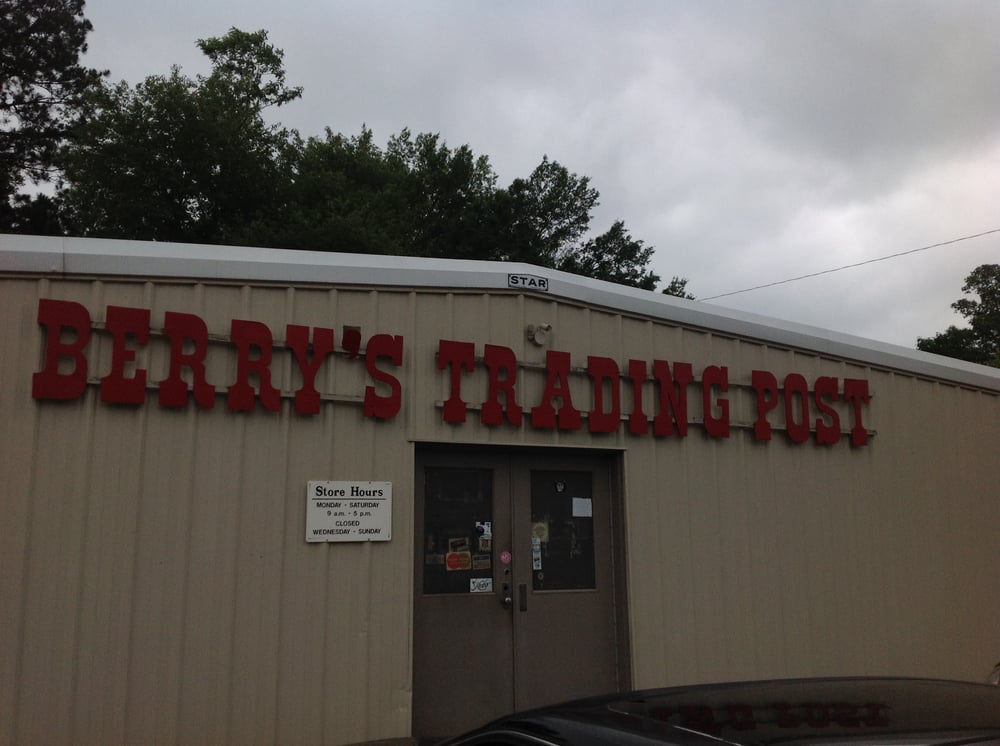 STAR
BERRY'S TRADING POST
Store Hours
MONDAY - SATURDAY
9 a.m. - 5 p.m.
CLOSED
WEDNESDAY - SUNDAY